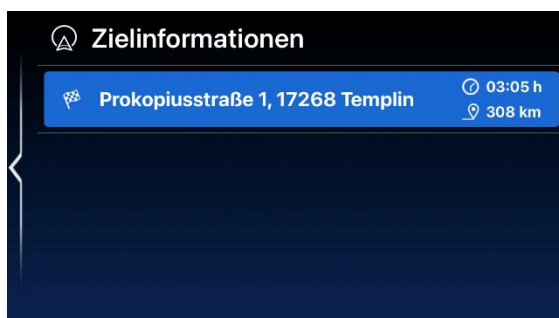 Zielinformationen
Prokopiusstraße 1, 17268 Templin
03:05 h
308 km